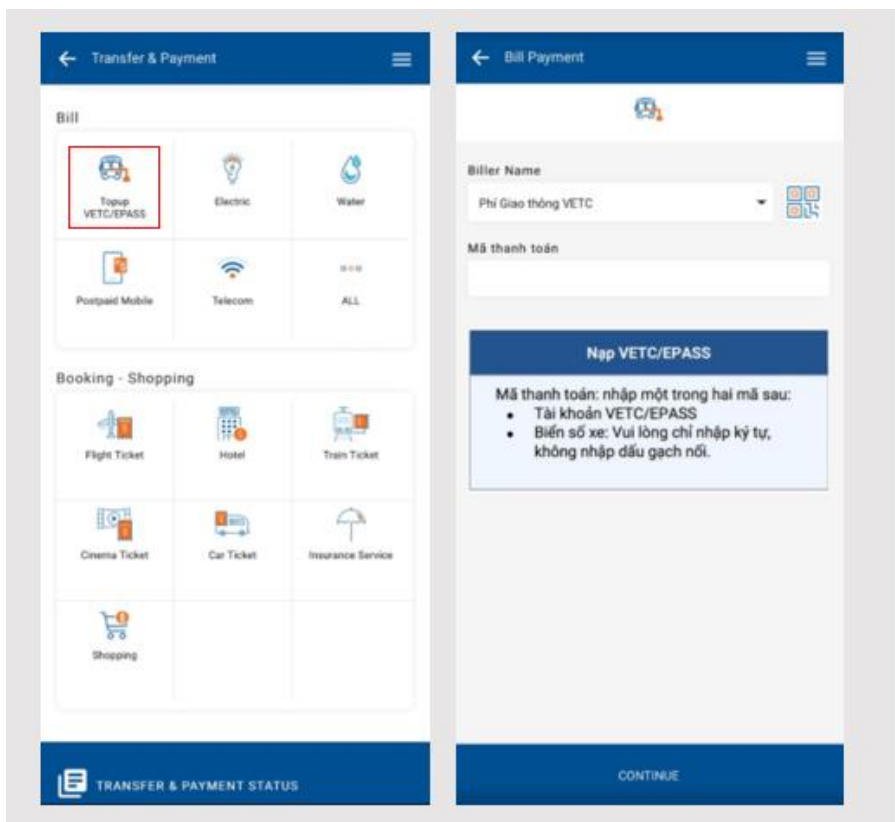 Transfer & Payment
Bill
Topup
VETC/EPASS
Electric
Water
Postpaid Mobile
Telecom
ALL
Booking - Shopping
Flight Ticket
Hotel
Train Ticket
Cinema Ticket
Car Ticket
Insurance Service
Shopping
TRANSFER & PAYMENT STATUS
Bill Payment
Biller Name
Phí Giao thông VETC
Mã thanh toán
Nạp VETC/EPASS
Mã thanh toán: nhập một trong hai mã sau:
• Tài khoản VETC/EPASS
• Biển số xe: Vui lòng chỉ nhập ký tự,
không nhập dấu gạch nối.
CONTINUE